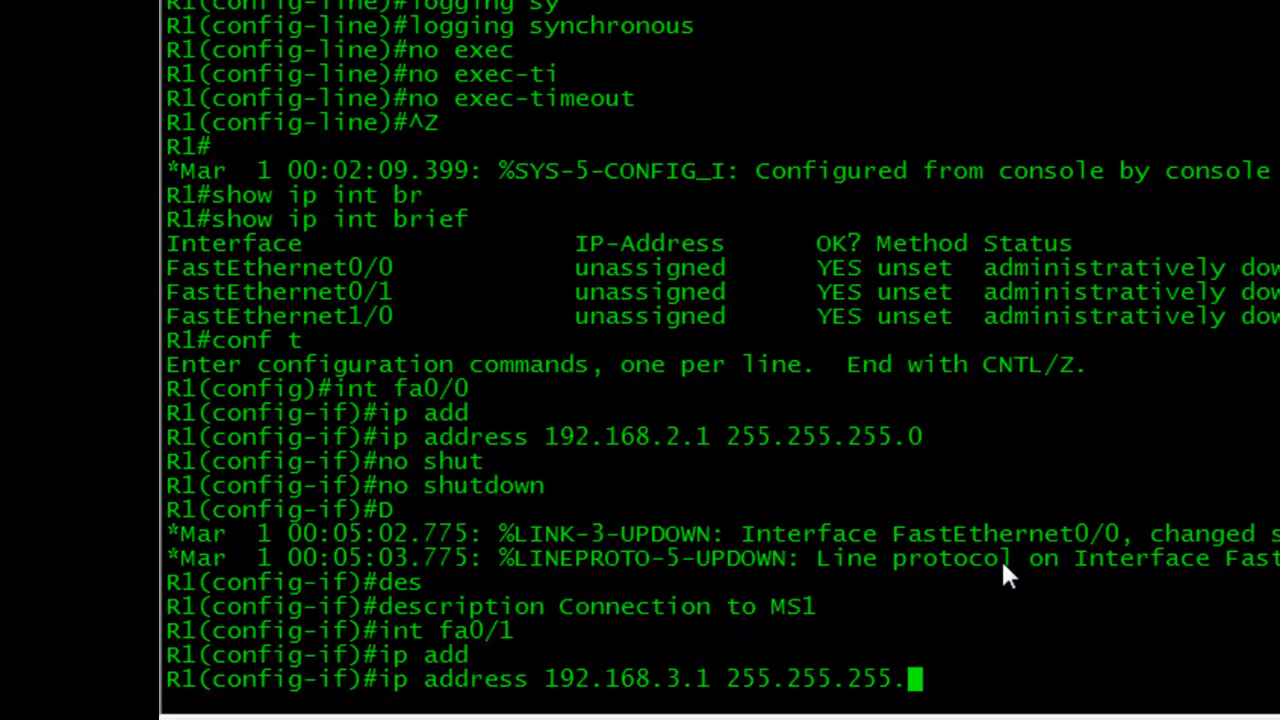 R1(config-line)#logging sy
R1(config-line)#logging synchronous
R1(config-line)#no exec
R1(config-line)#no exec-ti
R1(config-line)#no exec-timeout
R1(config-line)#^Z
R1#
*Mar  1 00:02:09.399: %SYS-5-CONFIG_I: Configured from console by console
R1#show ip int br
R1#show ip int brief
Interface                  IP-Address      OK? Method Status
FastEthernet0/0            unassigned      YES unset  administratively dow
FastEthernet0/1            unassigned      YES unset  administratively dow
FastEthernet1/0            unassigned      YES unset  administratively dow
R1#conf t
Enter configuration commands, one per line.  End with CNTL/Z.
R1(config)#int fa0/0
R1(config-if)#ip add
R1(config-if)#ip address 192.168.2.1 255.255.255.0
R1(config-if)#no shut
R1(config-if)#no shutdown
R1(config-if)#D
*Mar  1 00:05:02.775: %LINK-3-UPDOWN: Interface FastEthernet0/0, changed s
*Mar  1 00:05:03.775: %LINEPROTO-5-UPDOWN: Line protocol on Interface Fast
R1(config-if)#des
R1(config-if)#description Connection to MS1
R1(config-if)#int fa0/1
R1(config-if)#ip add
R1(config-if)#ip address 192.168.3.1 255.255.255.